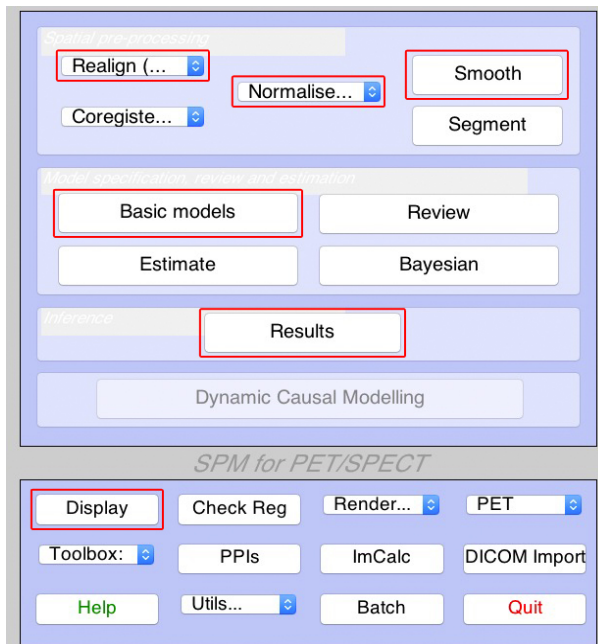 Spatial pre-processing
Realign (...
Normalise...
Smooth
Coregiste...
Segment
Model specification, review and estimation
Basic models
Review
Estimate
Bayesian
Inference
Results
Dynamic Causal Modelling
SPM for PET/SPECT
Display
Check Reg
Render...
PET
Toolbox:
PPIs
ImCalc
DICOM Import
Help
Utils...
Batch
Quit